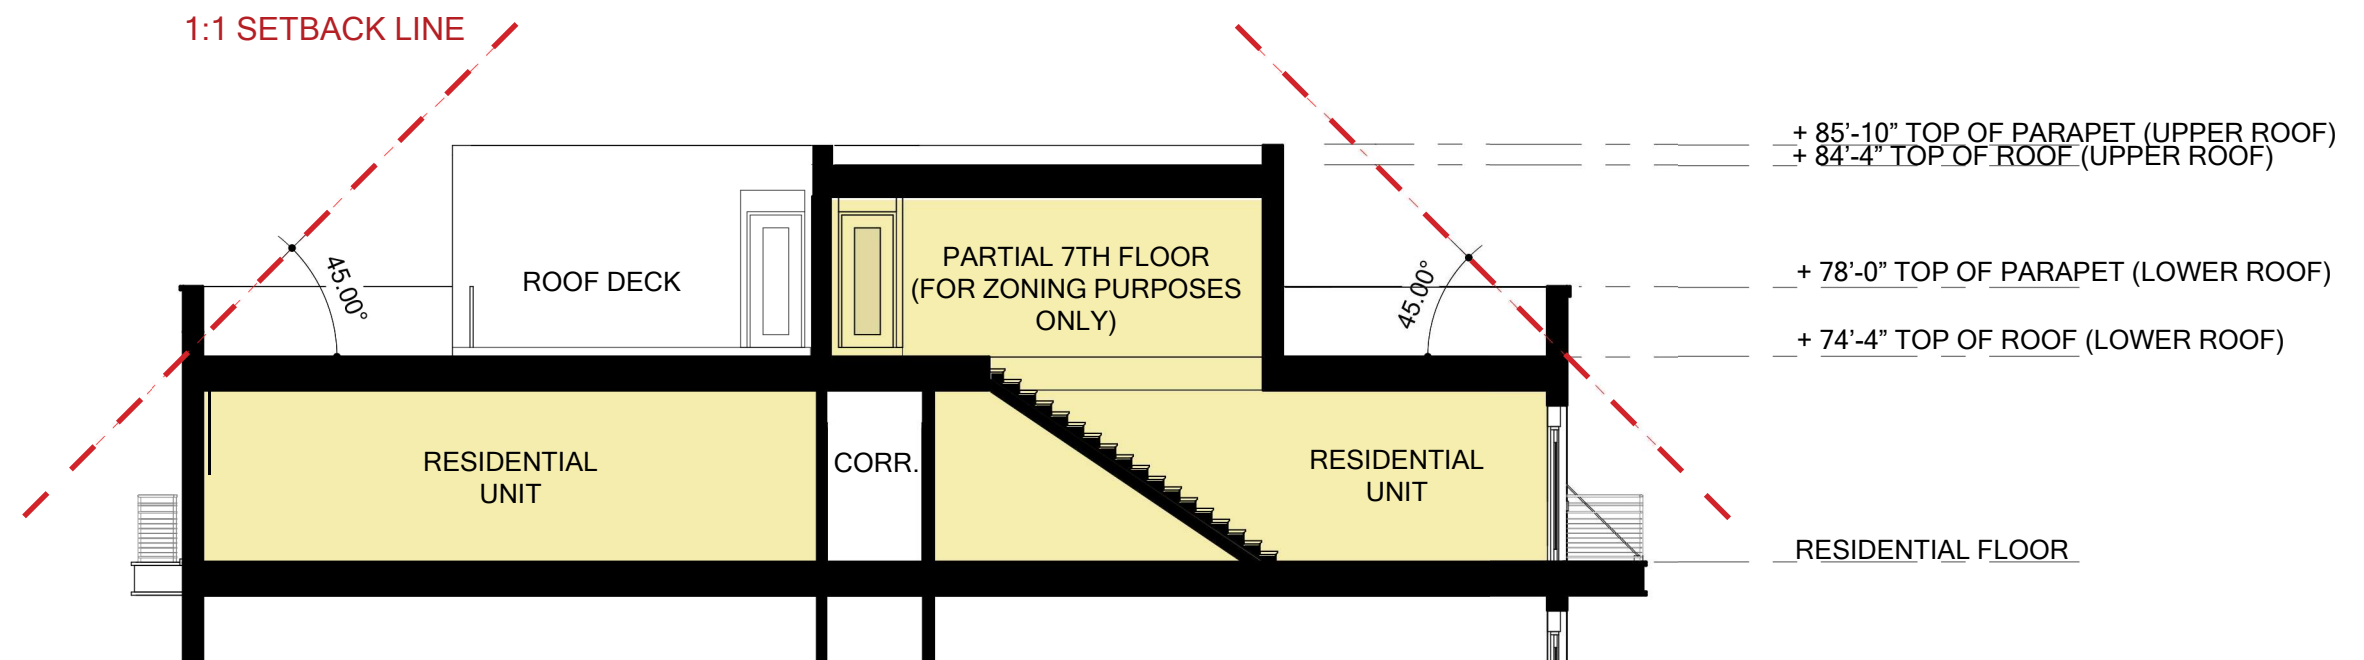 1:1 SETBACK LINE
+ 85’-10” TOP OF PARAPET (UPPER ROOF)
+ 84’-4” TOP OF ROOF (UPPER ROOF)
45.00°
ROOF DECK
PARTIAL 7TH FLOOR
(FOR ZONING PURPOSES
ONLY)
45.00°
+ 78’-0” TOP OF PARAPET (LOWER ROOF)
+ 74’-4” TOP OF ROOF (LOWER ROOF)
RESIDENTIAL
UNIT
CORR.
RESIDENTIAL
UNIT
RESIDENTIAL FLOOR